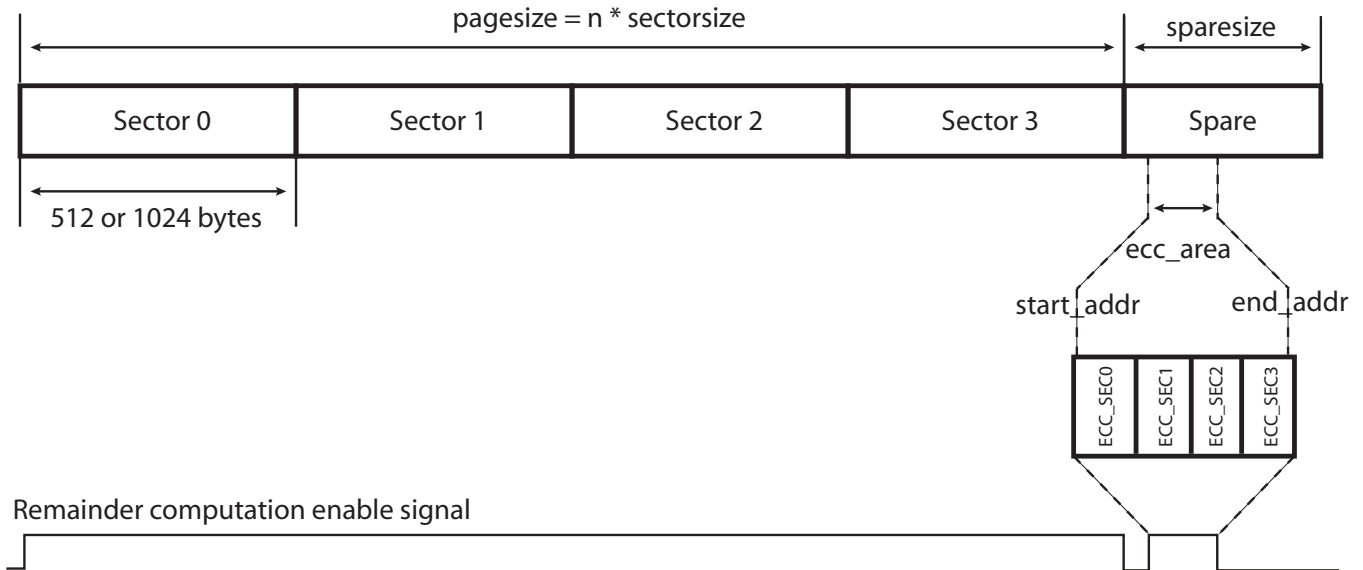 pagesize = n * sectorsize
sparesize
Sector 0
Sector 1
Sector 2
Sector 3
Spare
512 or 1024 bytes
ecc_area
start_addr
end_addr
ECC_SEC0
ECC_SEC1
ECC_SEC2
ECC_SEC3
Remainder computation enable signal